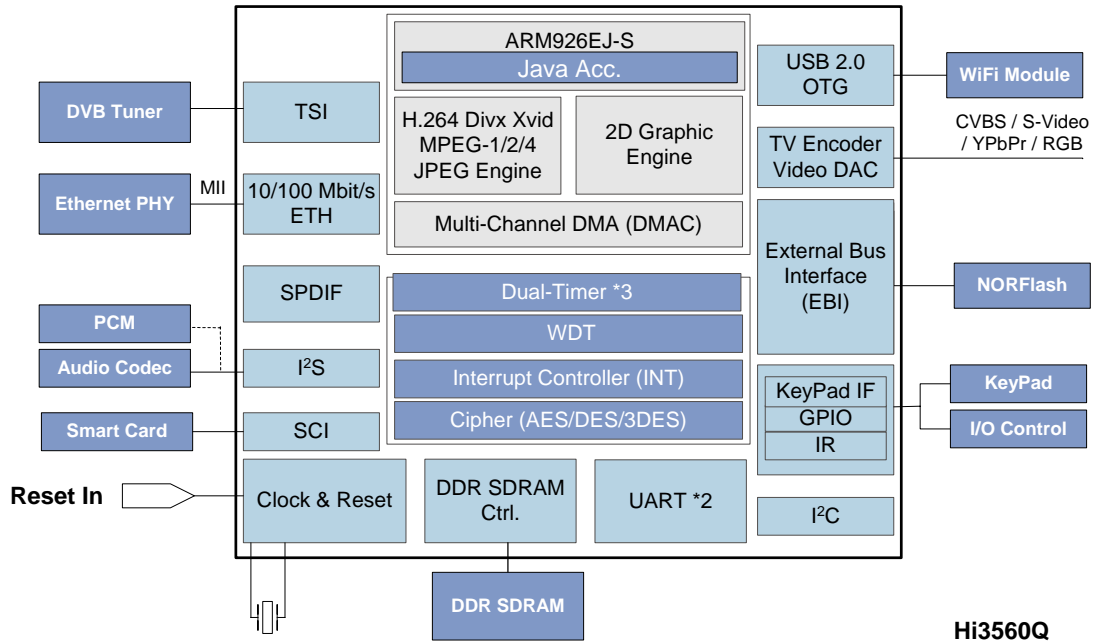 ARM926EJ-S
Java Acc.
USB 2.0
OTG
WiFi Module
DVB Tuner
TSI
H.264 Divx Xvid
MPEG-1/2/4
JPEG Engine
2D Graphic
Engine
CVBS / S-Video
/ YPbPr / RGB
TV Encoder
Video DAC
Ethernet PHY
MII
10/100 Mbit/s
ETH
Multi-Channel DMA (DMAC)
External Bus
Interface
(EBI)
NORFlash
SPDIF
Dual-Timer *3
WDT
PCM
Audio Codec
I²S
Interrupt Controller (INT)
KeyPad IF
GPIO
IR
KeyPad
I/O Control
Smart Card
SCI
Cipher (AES/DES/3DES)
Reset In
Clock & Reset
DDR SDRAM
Ctrl.
UART *2
I²C
DDR SDRAM
Hi3560Q